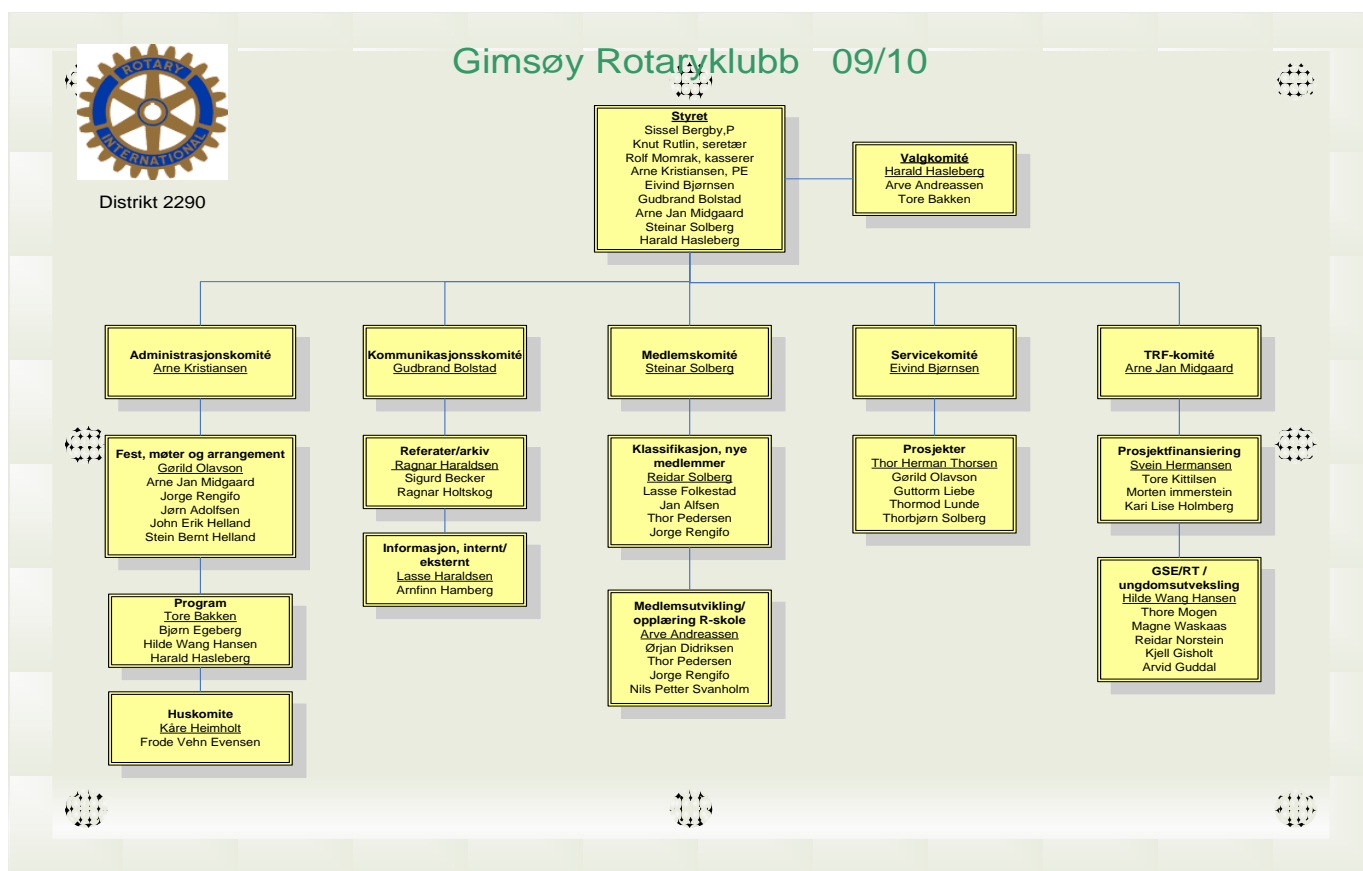 Gimsøy Rotaryklubb 09/10
ROTARY
INTERNATIONAL
Distrikt 2290
Styret
Sissel Bergby,P
Knut Rutlin, seretær
Rolf Momrak, kasserer
Arne Kristiansen, PE
Eivind Bjørnsen
Gudbrand Bolstad
Arne Jan Midgaard
Steinar Solberg
Harald Hasleberg
Valgkomité
Harald Hasleberg
Arve Andreassen
Tore Bakken
Administrasjonskomité
Arne Kristiansen
Fest, møter og arrangement
Gørild Olavson
Arne Jan Midgaard
Jorge Rengifo
Jørn Adolfsen
John Erik Helland
Stein Bernt Helland
Program
Tore Bakken
Bjørn Egeberg
Hilde Wang Hansen
Harald Hasleberg
Huskomite
Kåre Heimholt
Frode Vehn Evensen
Kommunikasjonsskomité
Gudbrand Bolstad
Referater/arkiv
Ragnar Haraldsen
Sigurd Becker
Ragnar Holtskog
Informasjon, internt/
eksternt
Lasse Haraldsen
Arnfinn Hamberg
Medlemskomité
Steinar Solberg
Klassifikasjon, nye
medlemmer
Reidar Solberg
Lasse Folkestad
Jan Alfsen
Thor Pedersen
Jorge Rengifo
Medlemsutvikling/
opplæring R-skole
Arve Andreassen
Ørjan Didriksen
Thor Pedersen
Jorge Rengifo
Nils Petter Svanholm
Servicekomité
Eivind Bjørnsen
Prosjekter
Thor Herman Thorsen
Gørild Olavson
Guttorm Liebe
Thormod Lunde
Thorbjørn Solberg
TRF-komité
Arne Jan Midgaard
Prosjektfinansiering
Svein Hermansen
Tore Kittilsen
Morten immerstein
Kari Lise Holmberg
GSE/RT /
ungdomsutveksling
Hilde Wang Hansen
Thore Mogen
Magne Waskaas
Reidar Norstein
Kjell Gisholt
Arvid Guddal